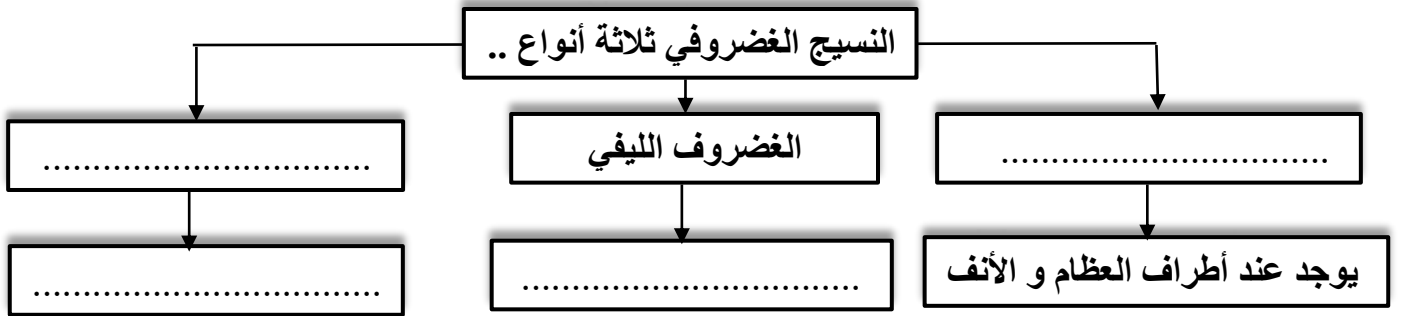 النسيج الغضروفي ثلاثة أنواع ..
................................
الغضروف الليفي
................................
يوجد عند أطراف العظام و الأنف
.................................
..................................